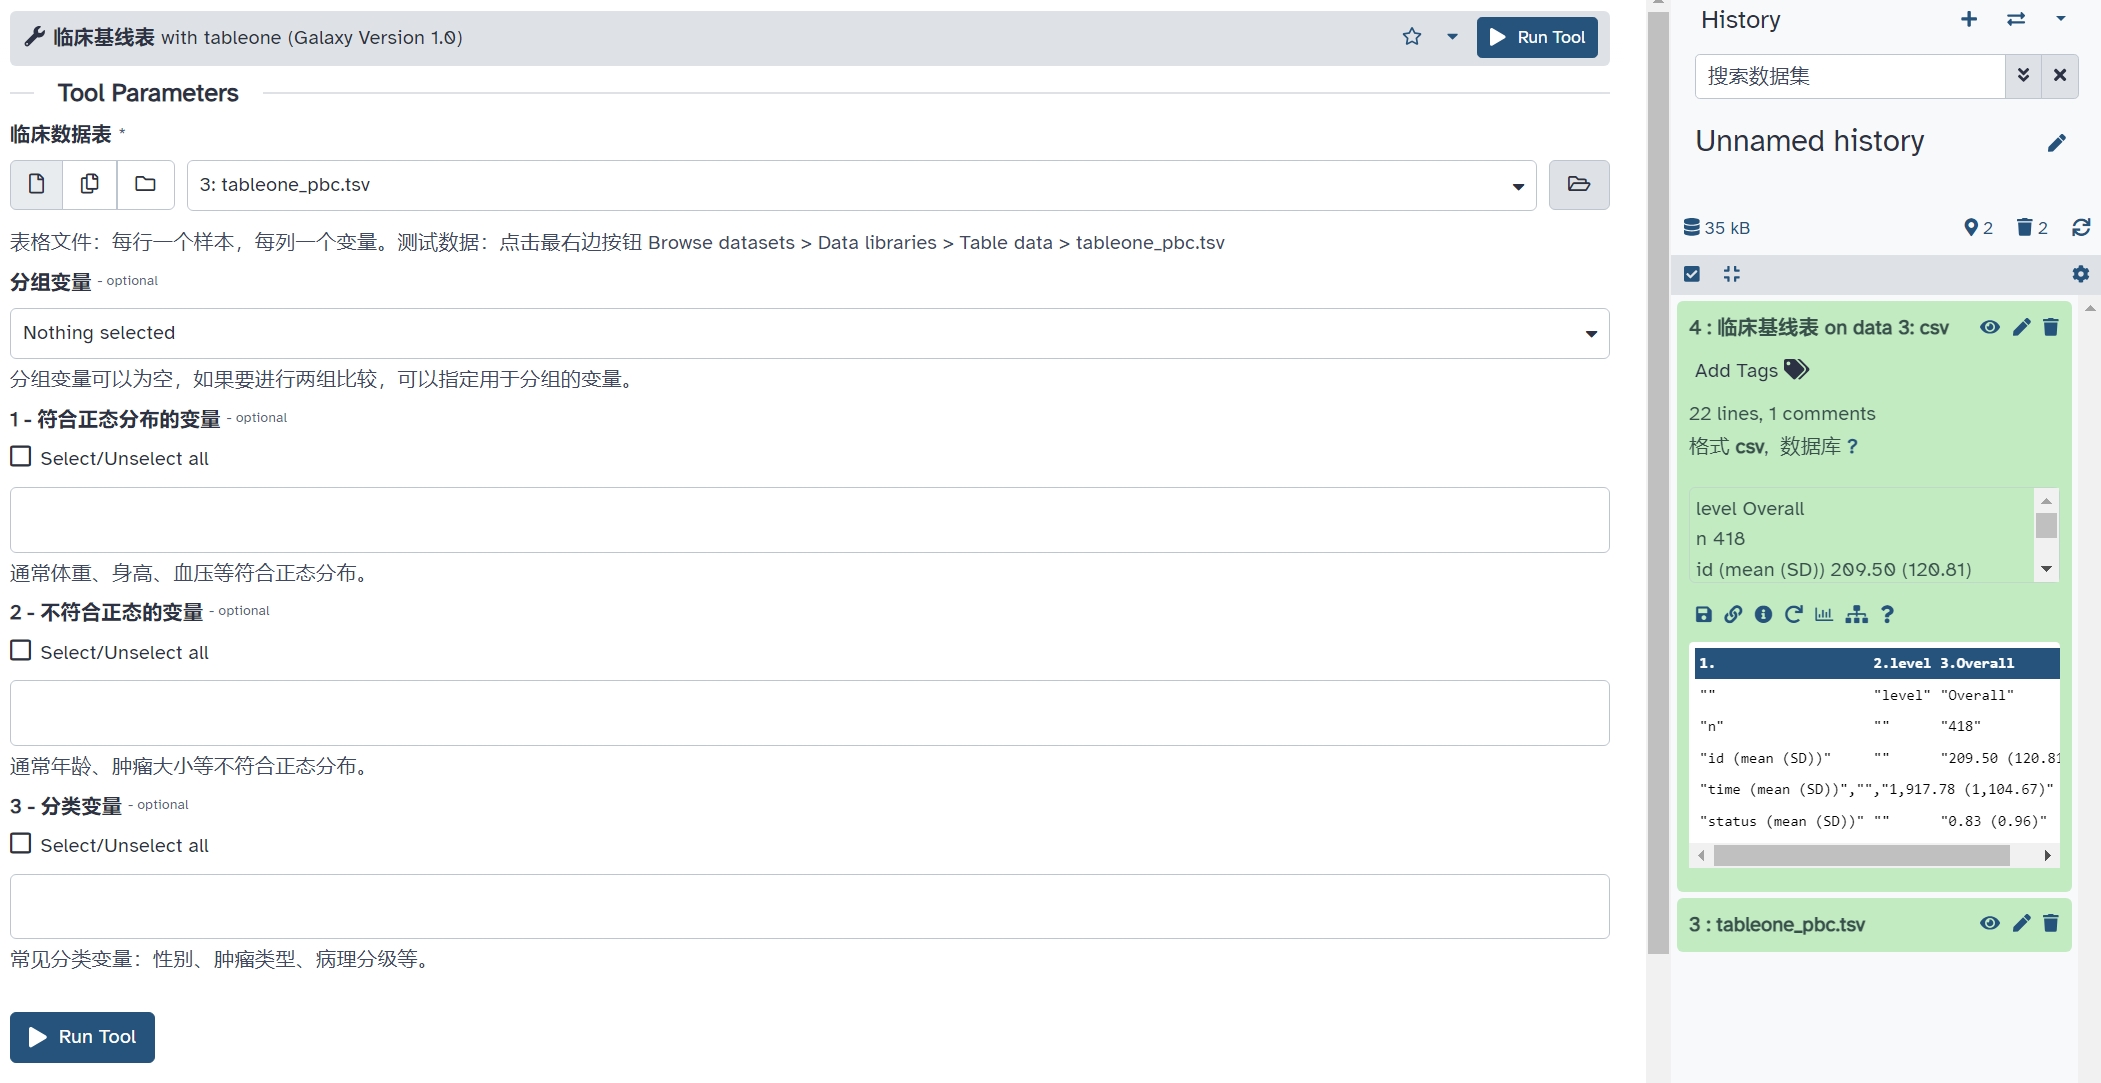 临床基线表 with tableone (Galaxy Version 1.0)
Run Tool
Tool Parameters
临床数据表 *
3: tableone_pbc.tsv
表格文件：每行一个样本，每列一个变量。测试数据：点击最右边按钮 Browse datasets > Data libraries > Table data > tableone_pbc.tsv
分组变量 - optional
Nothing selected
分组变量可以为空，如果要进行两组比较，可以指定用于分组的变量。
1 - 符合正态分布的变量 - optional
Select/Unselect all
通常体重、身高、血压等符合正态分布。
2 - 不符合正态的变量 - optional
Select/Unselect all
通常年龄、肿瘤大小等不符合正态分布。
3 - 分类变量 - optional
Select/Unselect all
常见分类变量：性别、肿瘤类型、病理分级等。
Run Tool
History
搜索数据集
Unnamed history
35 kB 2 2
4 : 临床基线表 on data 3: csv
Add Tags
22 lines, 1 comments
格式 csv, 数据库 ?
level Overall
n 418
id (mean (SD)) 209.50 (120.81)
?
1. 2.level 3.Overall
"" "level" "Overall"
"n" "" "418"
"id (mean (SD))" "" "209.50 (120.81
"time (mean (SD))","","1,917.78 (1,104.67)"
"status (mean (SD))" "" "0.83 (0.96)"
3 : tableone_pbc.tsv